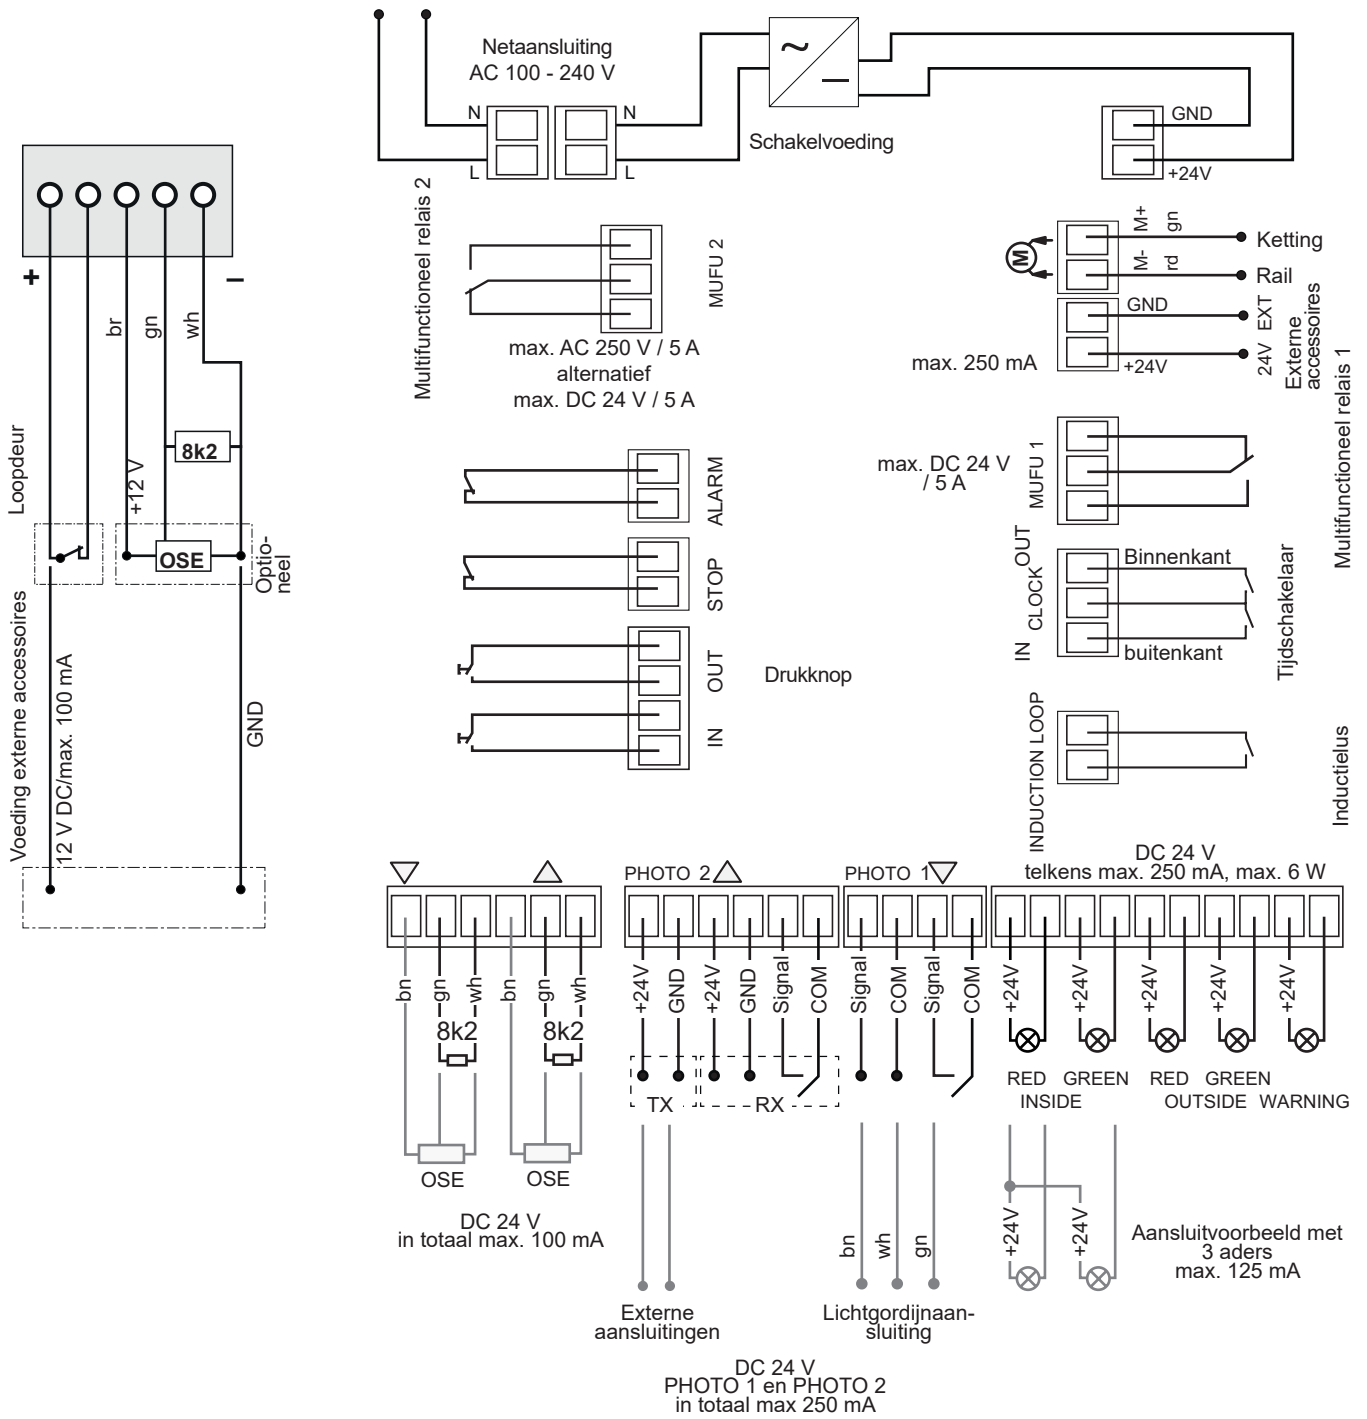 Netaansluiting
AC 100 - 240 V
N
N
L
L
~
Schakelvoeding
GND
+24V
Multifunctioneel relais 2
MUFU 2
max. AC 250 V / 5 A
alternatief
max. DC 24 V / 5 A
M
M+
gn
Ketting
M-
rd
Rail
GND
+24V
24V EXT
Externe
accessoires
max. 250 mA
Multifunctioneel relais 1
max. DC 24 V
/ 5 A
MUFU 1
+
–
br
gn
wh
8k2
+12 V
Loopdeur
OSE
Optio-
neel
Voeding externe accessoires
12 V DC/max. 100 mA
GND
ALARM
STOP
OUT
IN
Drukknop
OUT
CLOCK
IN
Binnenkant
buitenkant
Tijdschakelaar
INDUCTION LOOP
Inductielus
DC 24 V
telkens max. 250 mA, max. 6 W
PHOTO 2
PHOTO 1
bn
gn
wh
bn
gn
wh
8k2
8k2
OSE
OSE
DC 24 V
in totaal max. 100 mA
+24V
GND
+24V
GND
Signal
COM
TX
RX
Signal
COM
Signal
COM
+24V
+24V
+24V
+24V
+24V
RED
GREEN
RED
GREEN
INSIDE
OUTSIDE
WARNING
+24V
+24V
Aansluitvoorbeeld met
3 aders
max. 125 mA
bn
wh
gn
Externe
aansluitingen
Lichtgordijnaan-
sluiting
DC 24 V
PHOTO 1 en PHOTO 2
in totaal max 250 mA